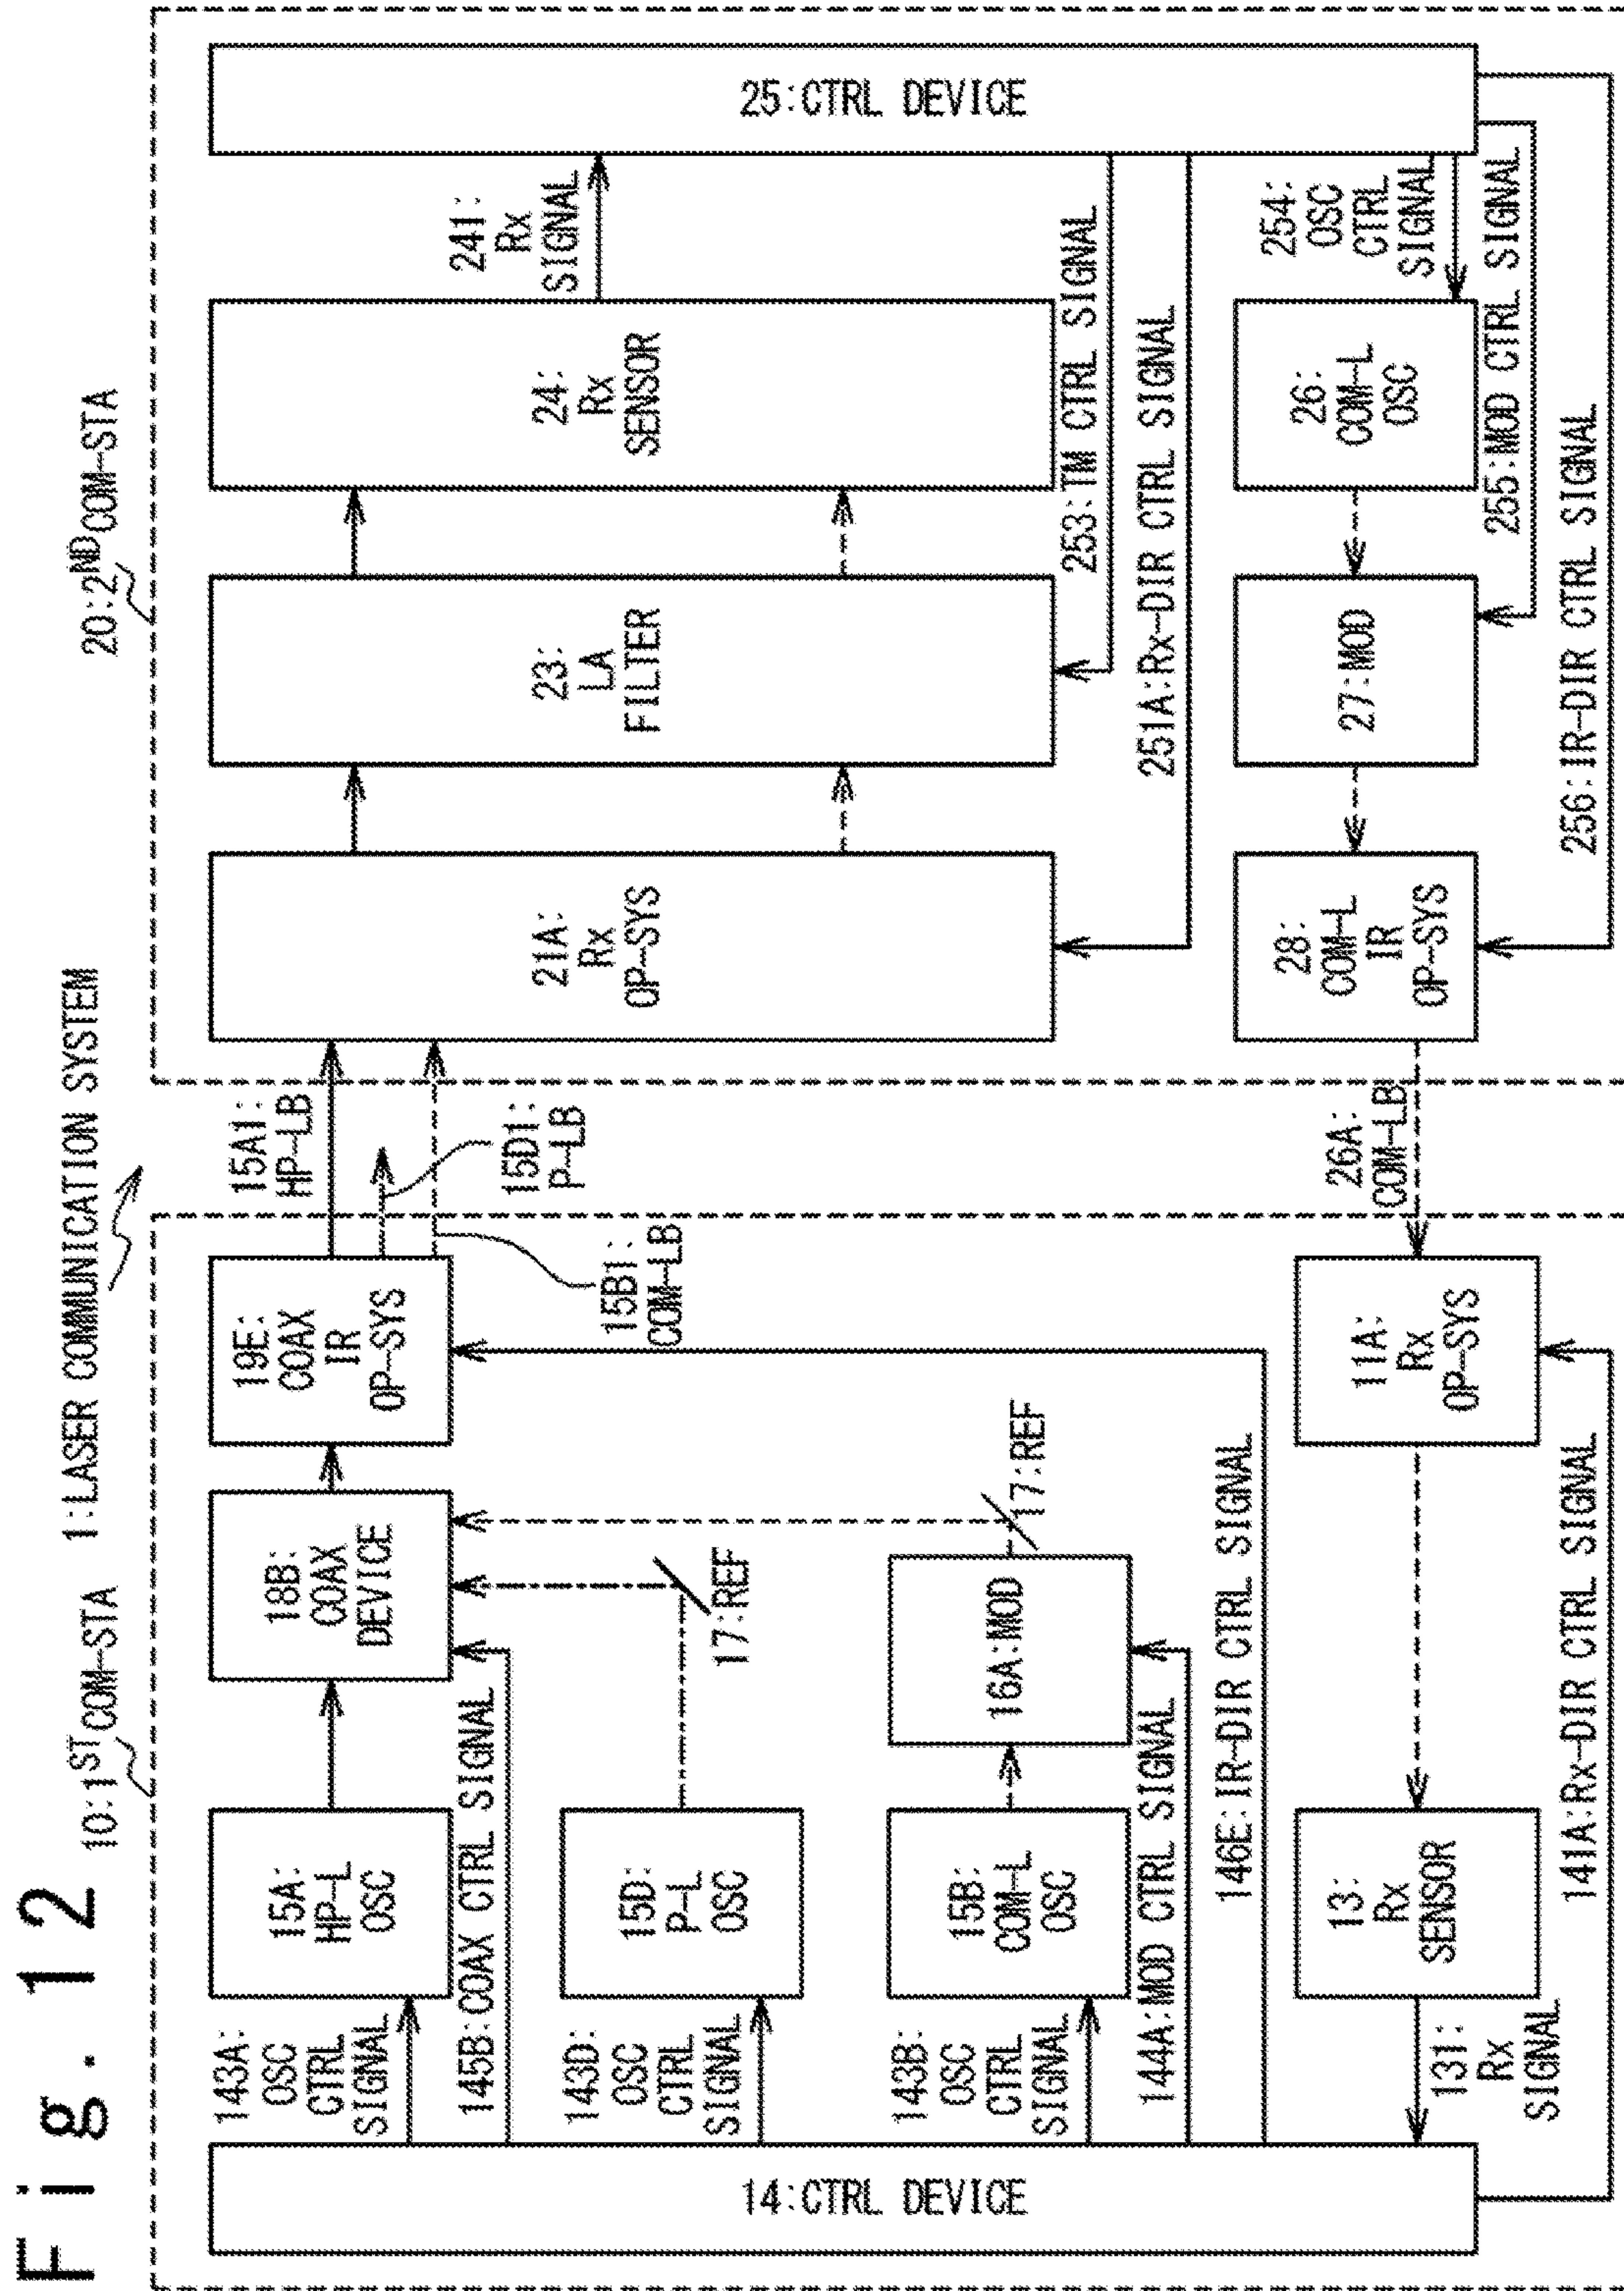 Fig. 12
1:LASER COMMUNICATION SYSTEM
10:1ST COM-STA
20:2ND COM-STA
14:CTRL DEVICE
143A:
OSC
CTRL
SIGNAL
15A:
HP-L
OSC
145B:COAX CTRL SIGNAL
18B:
COAX
DEVICE
19E:
COAX
IR
OP-SYS
143D:
OSC
CTRL
SIGNAL
15D:
P-L
OSC
17:REF
143B:
OSC
CTRL
SIGNAL
15B:
COM-L
OSC
16A:MOD
17:REF
144A:MOD CTRL SIGNAL
146E:IR-DIR CTRL SIGNAL
131:
Rx
SIGNAL
13:
Rx
SENSOR
11A:
Rx
OP-SYS
141A:Rx-DIR CTRL SIGNAL
15A1:
HP-LB
15D1:
P-LB
15B1:
COM-LB
26A:
COM-LB
21A:
Rx
OP-SYS
23:
LA
FILTER
24:
Rx
SENSOR
241:
Rx
SIGNAL
25:CTRL DEVICE
253:TM CTRL SIGNAL
251A:Rx-DIR CTRL SIGNAL
28:
COM-L
IR
OP-SYS
27:MOD
26:
COM-L
OSC
254:
OSC
CTRL
SIGNAL
255:MOD CTRL SIGNAL
256:IR-DIR CTRL SIGNAL